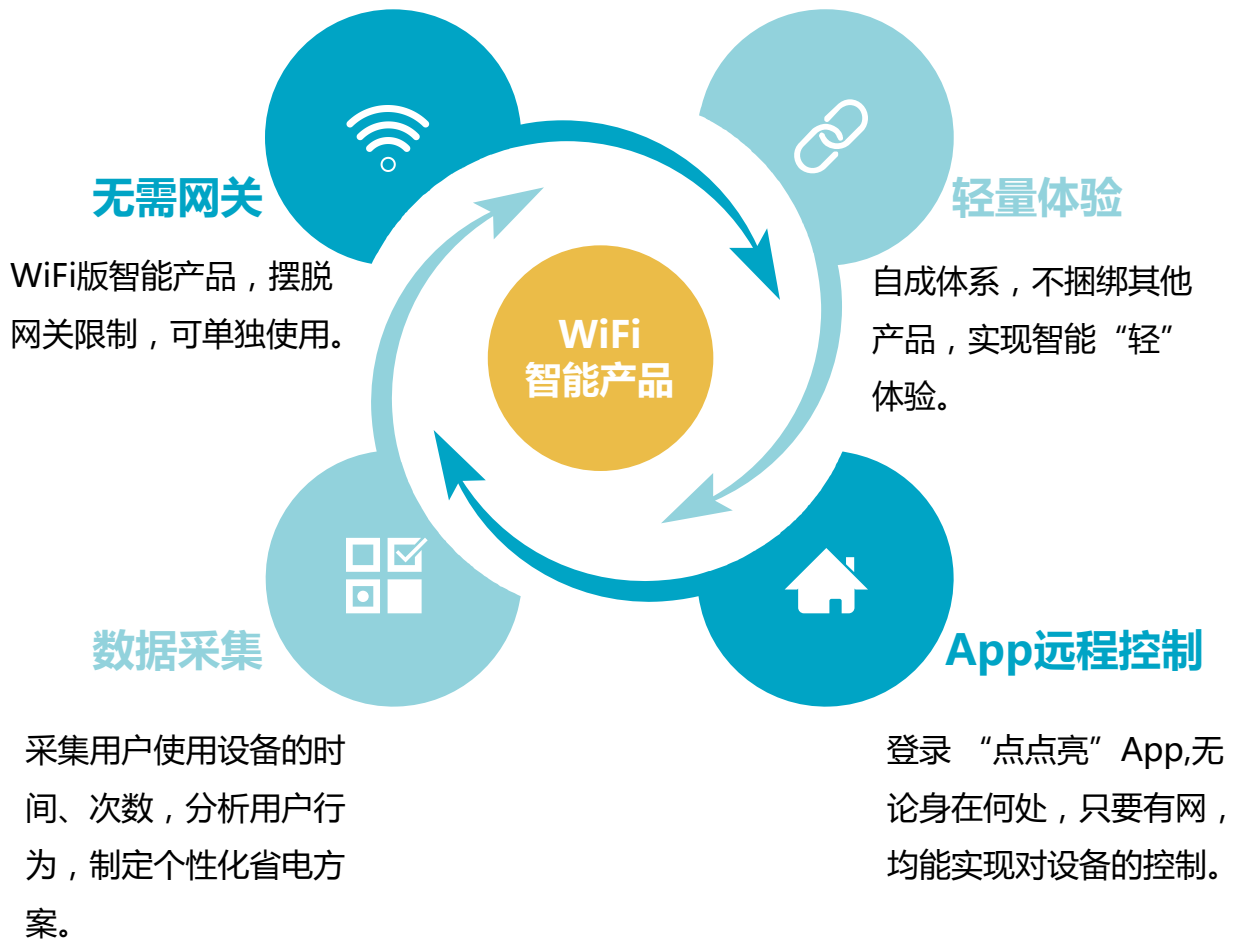 无需网关
WiFi版智能产品，摆脱
网关限制，可单独使用。
轻量体验
自成体系，不捆绑其他
产品，实现智能“轻”
体验。
WiFi
智能产品
数据采集
采集用户使用设备的时
间、次数，分析用户行
为，制定个性化省电方
案。
App远程控制
登录 “点点亮”App,无
论身在何处，只要有网，
均能实现对设备的控制。